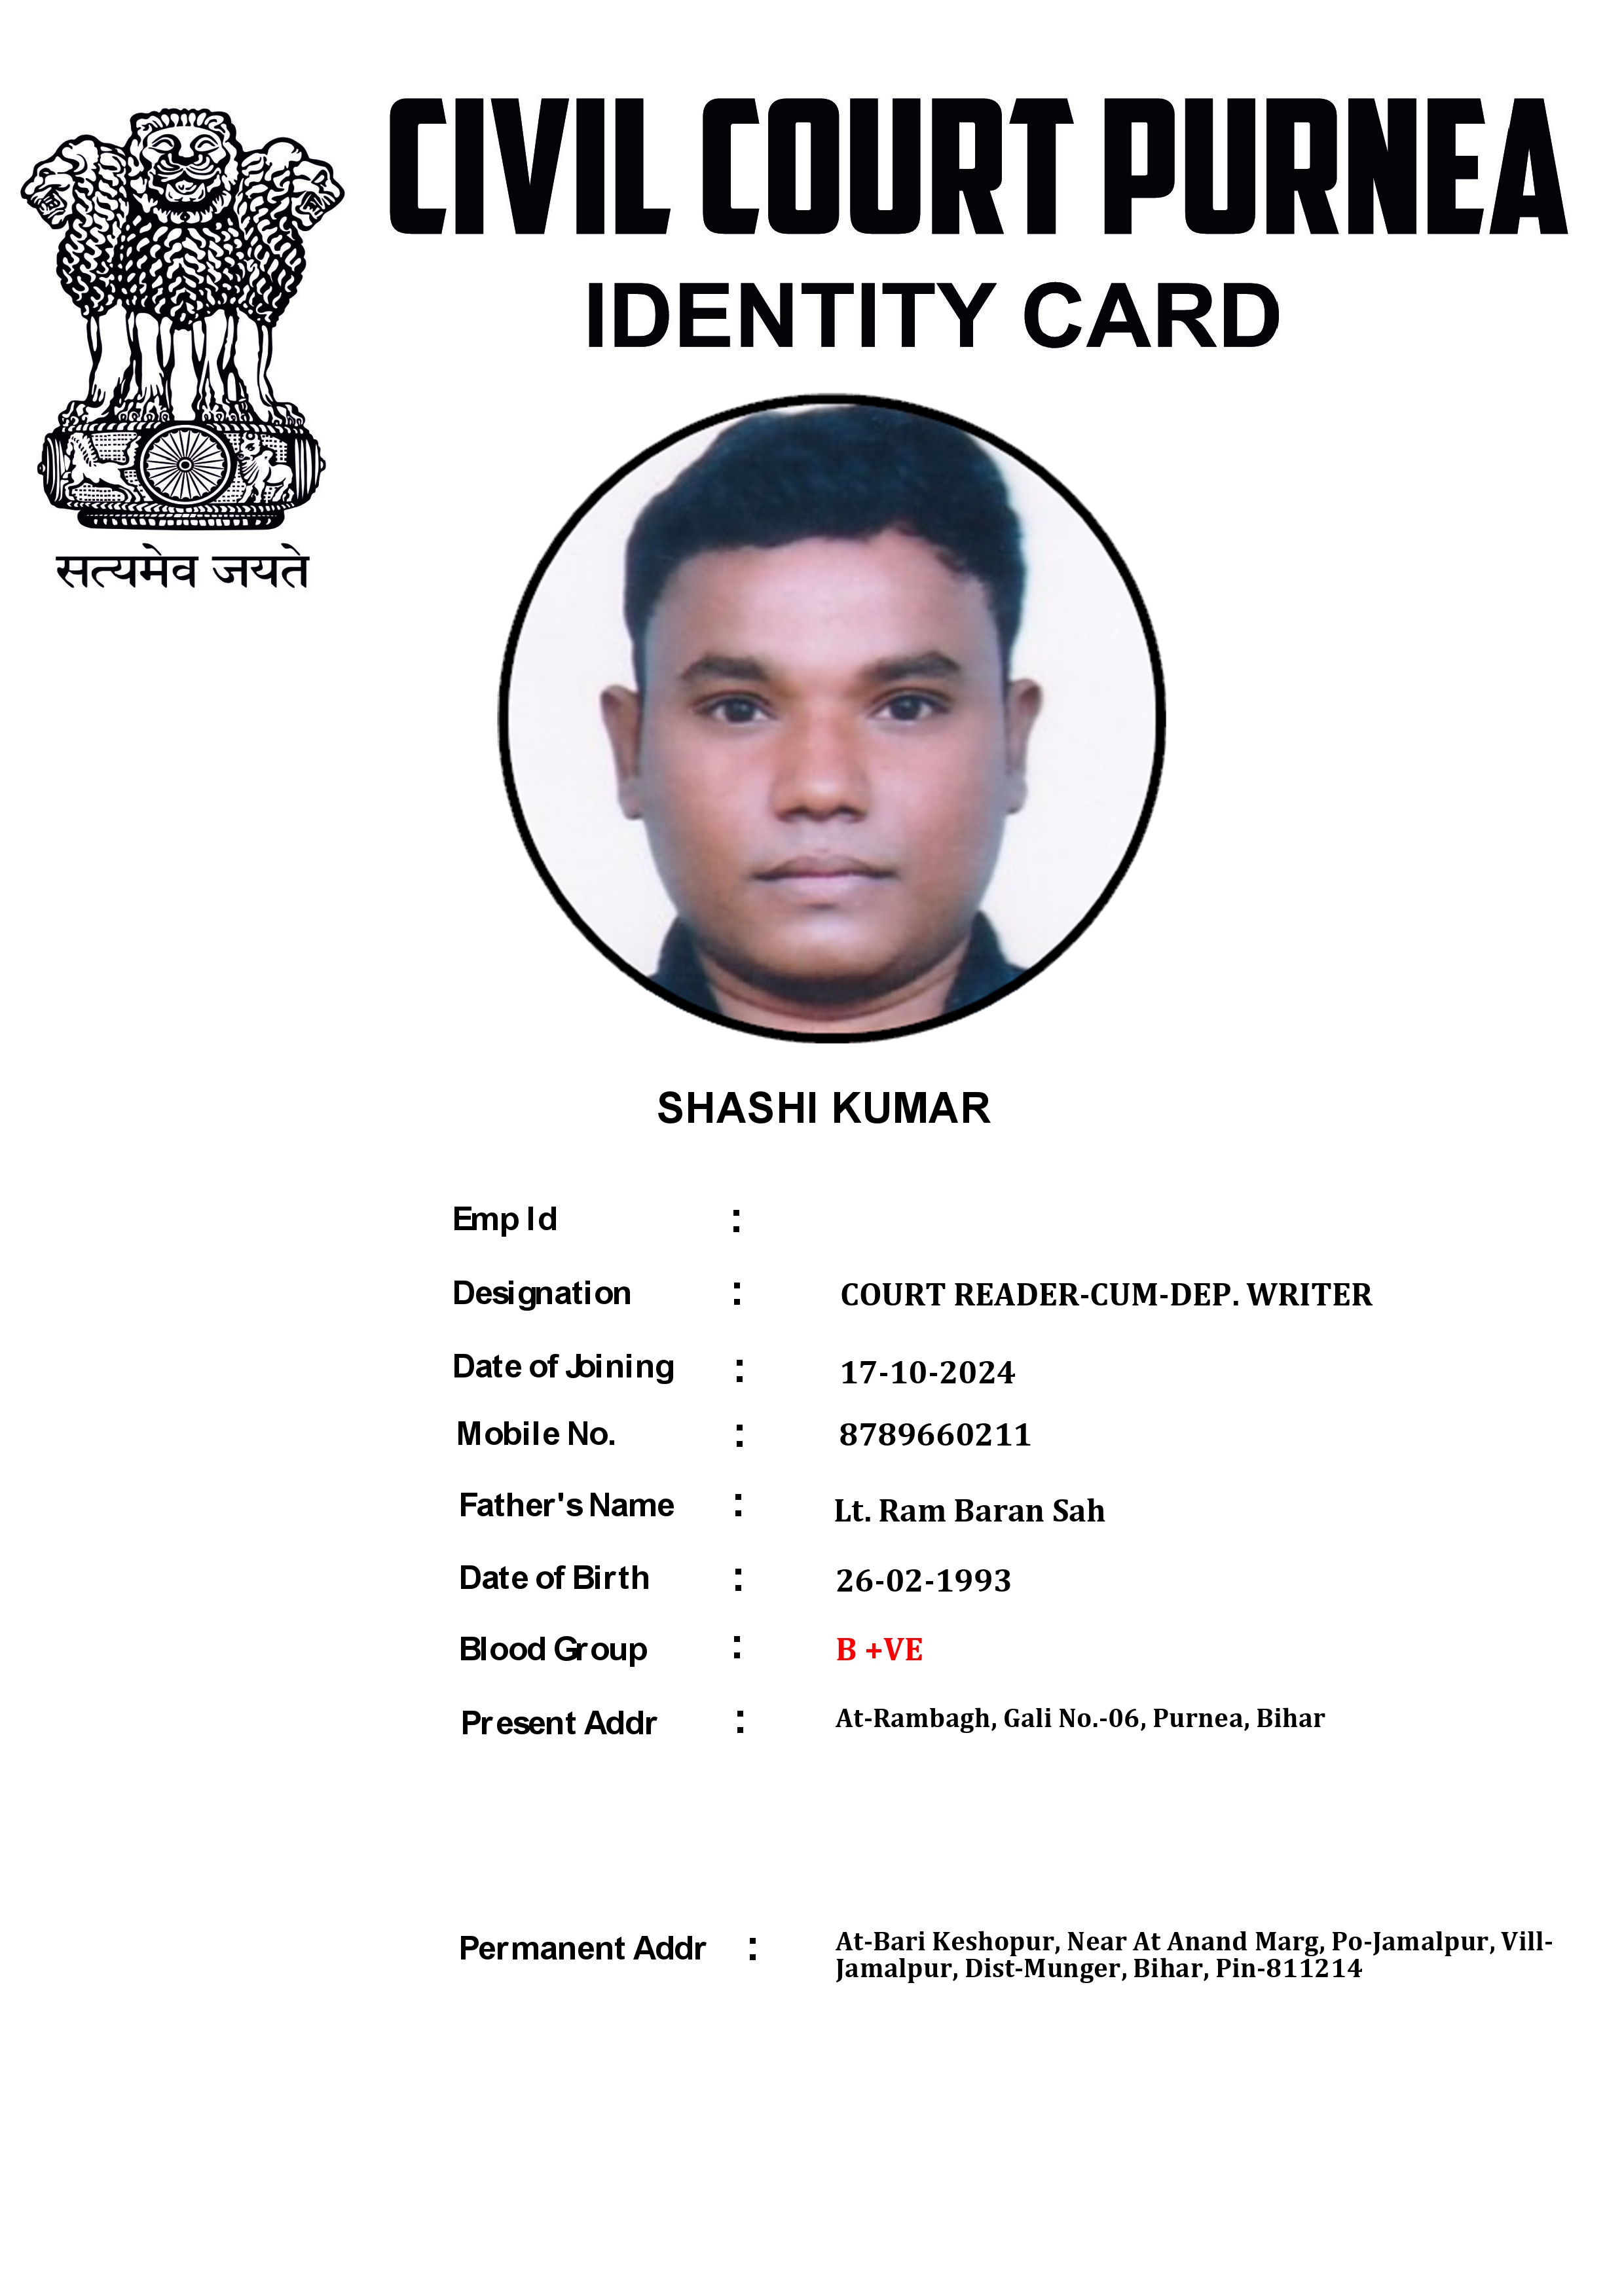 CIVIL COURT PURNEA
IDENTITY CARD
सत्यमेव जयते
SHASHI KUMAR
Emp Id :
Designation : COURT READER-CUM-DEP. WRITER
Date of Joining : 17-10-2024
Mobile No. : 8789660211
Father's Name : Lt. Ram Baran Sah
Date of Birth : 26-02-1993
Blood Group : B +VE
Present Addr : At-Rambagh, Gali No.-06, Purnea, Bihar
Permanent Addr : At-Bari Keshopur, Near At Anand Marg, Po-Jamalpur, Vill-
Jamalpur, Dist-Munger, Bihar, Pin-811214